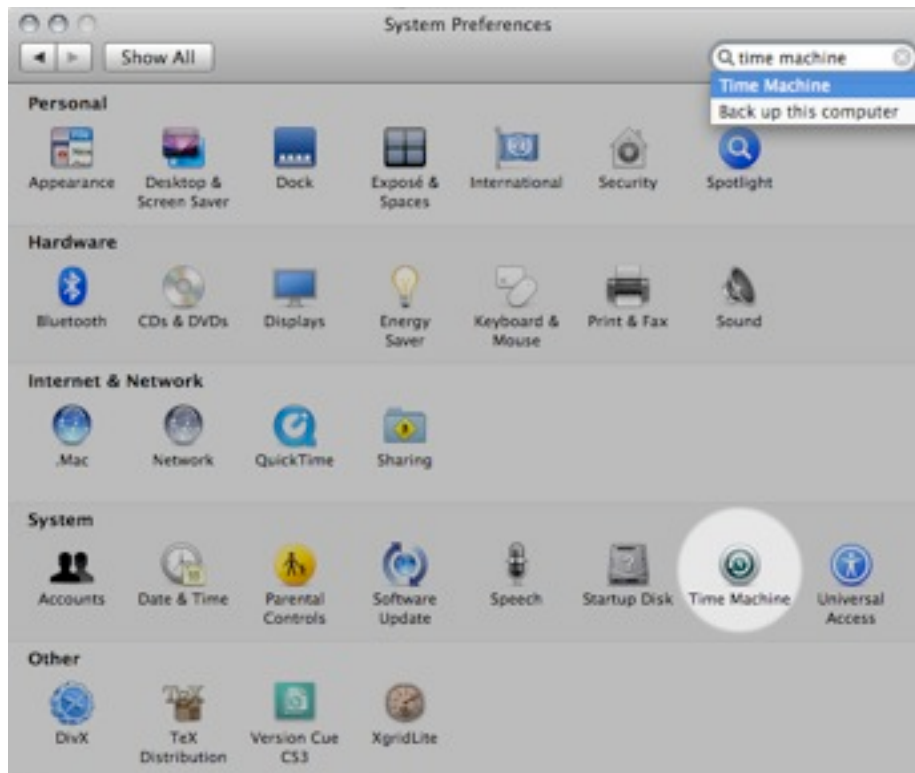 System Preferences
Show All
time machine
Time Machine
Back up this computer
Personal
Appearance
Desktop &
Screen Saver
Dock
Exposé &
Spaces
International
Security
Spotlight
Hardware
Bluetooth
CDs & DVDs
Displays
Energy
Saver
Keyboard &
Mouse
Print & Fax
Sound
Internet & Network
.Mac
Network
QuickTime
Sharing
System
Accounts
Date & Time
Parental
Controls
Software
Update
Speech
Startup Disk
Time Machine
Universal
Access
Other
DivX
TeX
Distribution
Version Cue
CS3
XgridLite